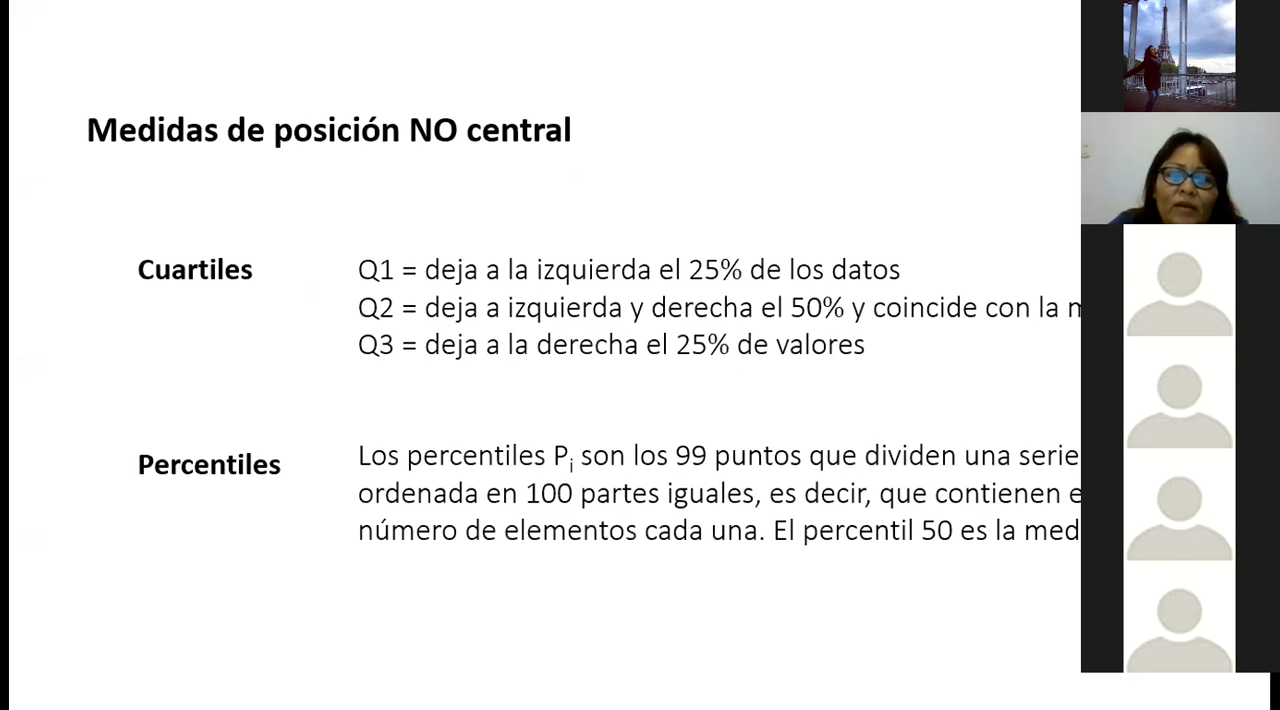 Medidas de posición NO central
Cuartiles
Q1 = deja a la izquierda el 25% de los datos
Q2 = deja a izquierda y derecha el 50% y coincide con la
Q3 = deja a la derecha el 25% de valores
Percentiles
Los percentiles Pi son los 99 puntos que dividen una serie
ordenada en 100 partes iguales, es decir, que contienen
número de elementos cada una. El percentil 50 es la